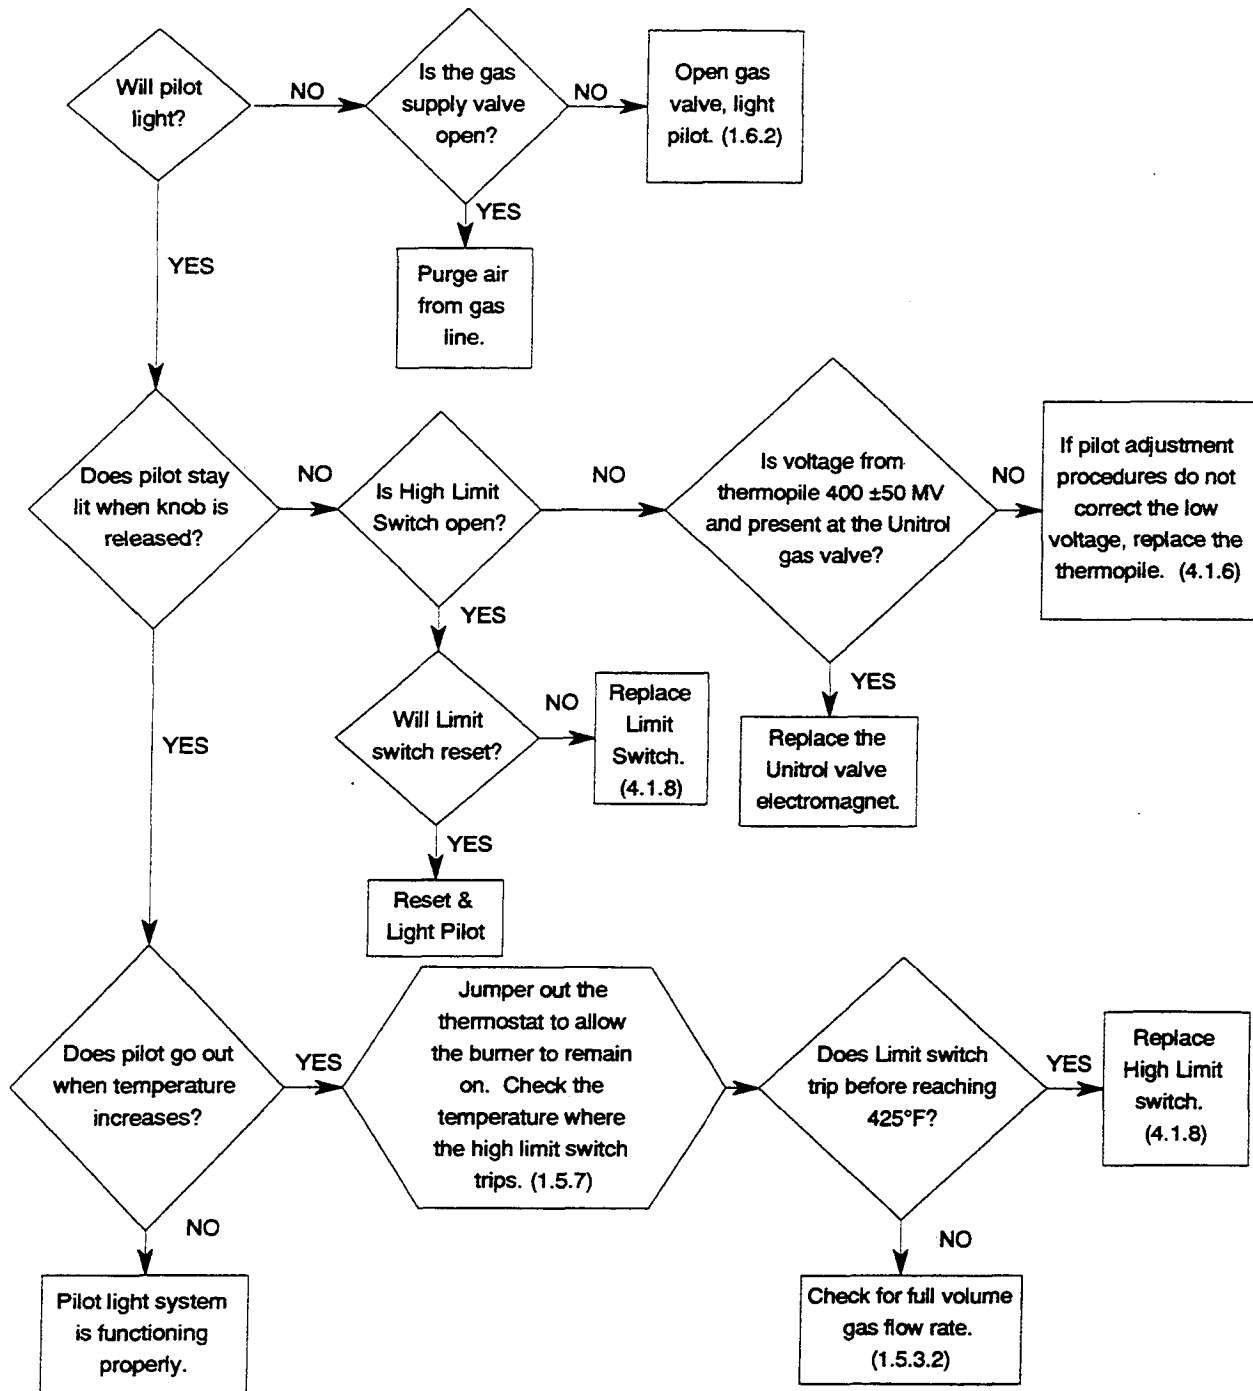 Will pilot
light?
NO
Is the gas
supply valve
open?
NO
Open gas
valve, light
pilot. (1.6.2)
YES
Purge air
from gas
line.
YES
Does pilot stay
lit when knob is
released?
NO
Is High Limit
Switch open?
NO
Is voltage from
thermopile 400 ±50 MV
and present at the Unitrol
gas valve?
NO
If pilot adjustment
procedures do not
correct the low
voltage, replace the
thermopile. (4.1.6)
YES
Will Limit
switch reset?
NO
Replace
Limit
Switch.
(4.1.8)
YES
Replace the
Unitrol valve
electromagnet.
YES
Reset &
Light Pilot
YES
Does pilot go out
when temperature
increases?
YES
Jumper out the
thermostat to allow
the burner to remain
on. Check the
temperature where
the high limit switch
trips. (1.5.7)
Does Limit switch
trip before reaching
425°F?
YES
Replace
High Limit
switch.
(4.1.8)
NO
Pilot light system
is functioning
properly.
NO
Check for full volume
gas flow rate.
(1.5.3.2)